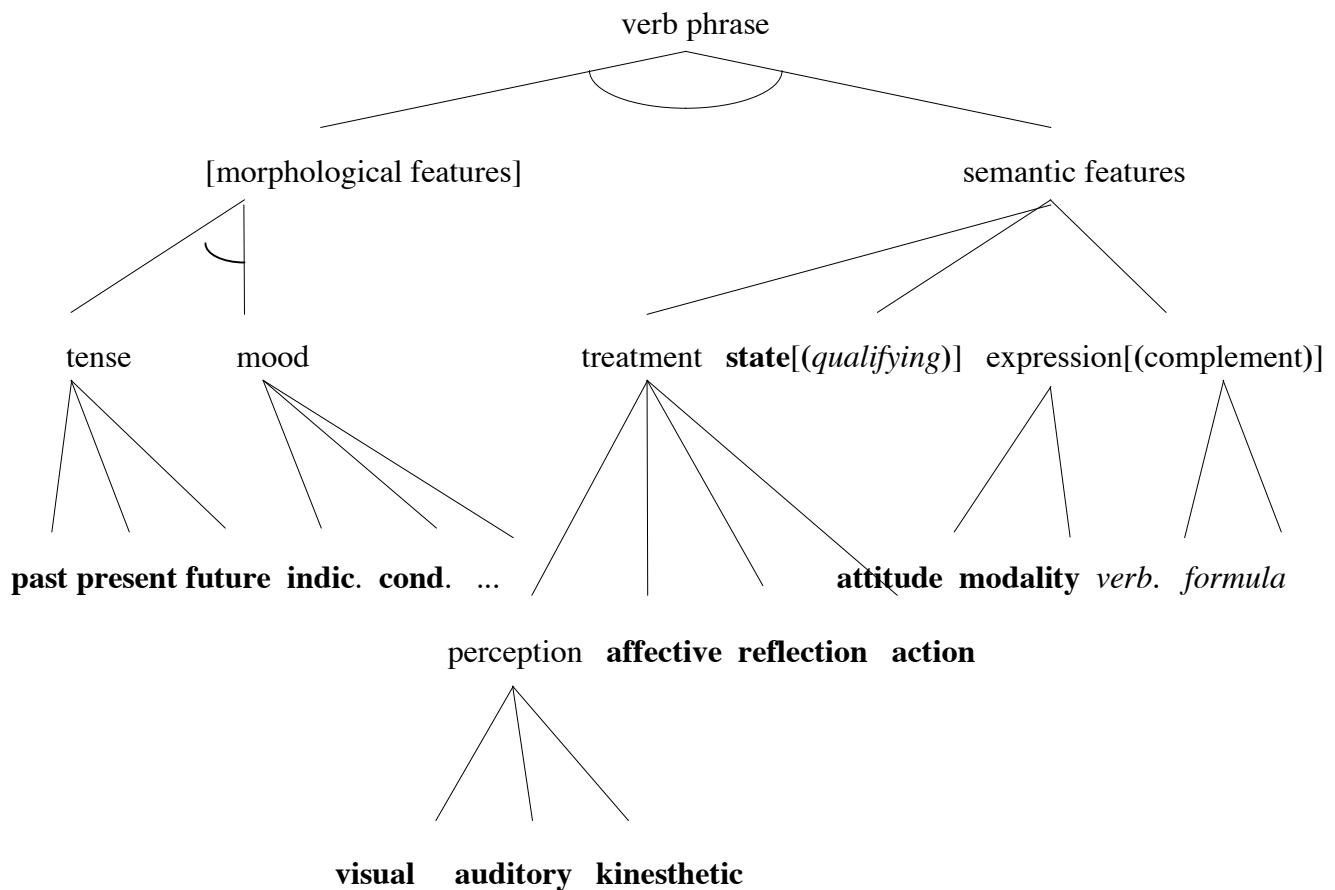 verb phrase
[morphological features] semantic features
tense mood treatment state[(qualifying)] expression[(complement)]
past present future indic. cond. ... attitude modality verb. formula
perception affective reflection action
visual auditory kinesthetic